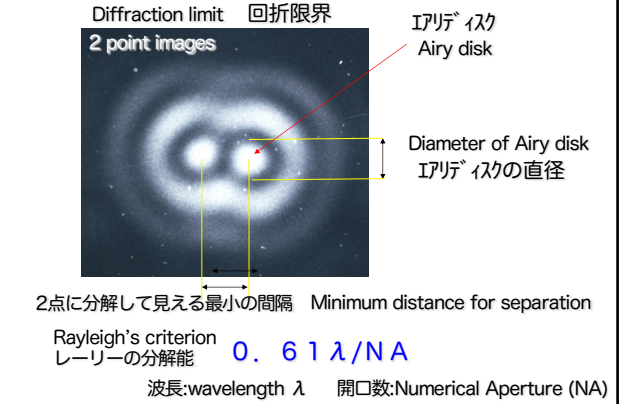 Diffraction limit 回折限界
2 point images
エアリディスク
Airy disk
Diameter of Airy disk
エアリディスクの直径
2点に分解して見える最小の間隔 Minimum distance for separation
Rayleigh's criterion
レーリーの分解能
0.61λ/NA
波長:wavelength λ 開口数:Numerical Aperture (NA)